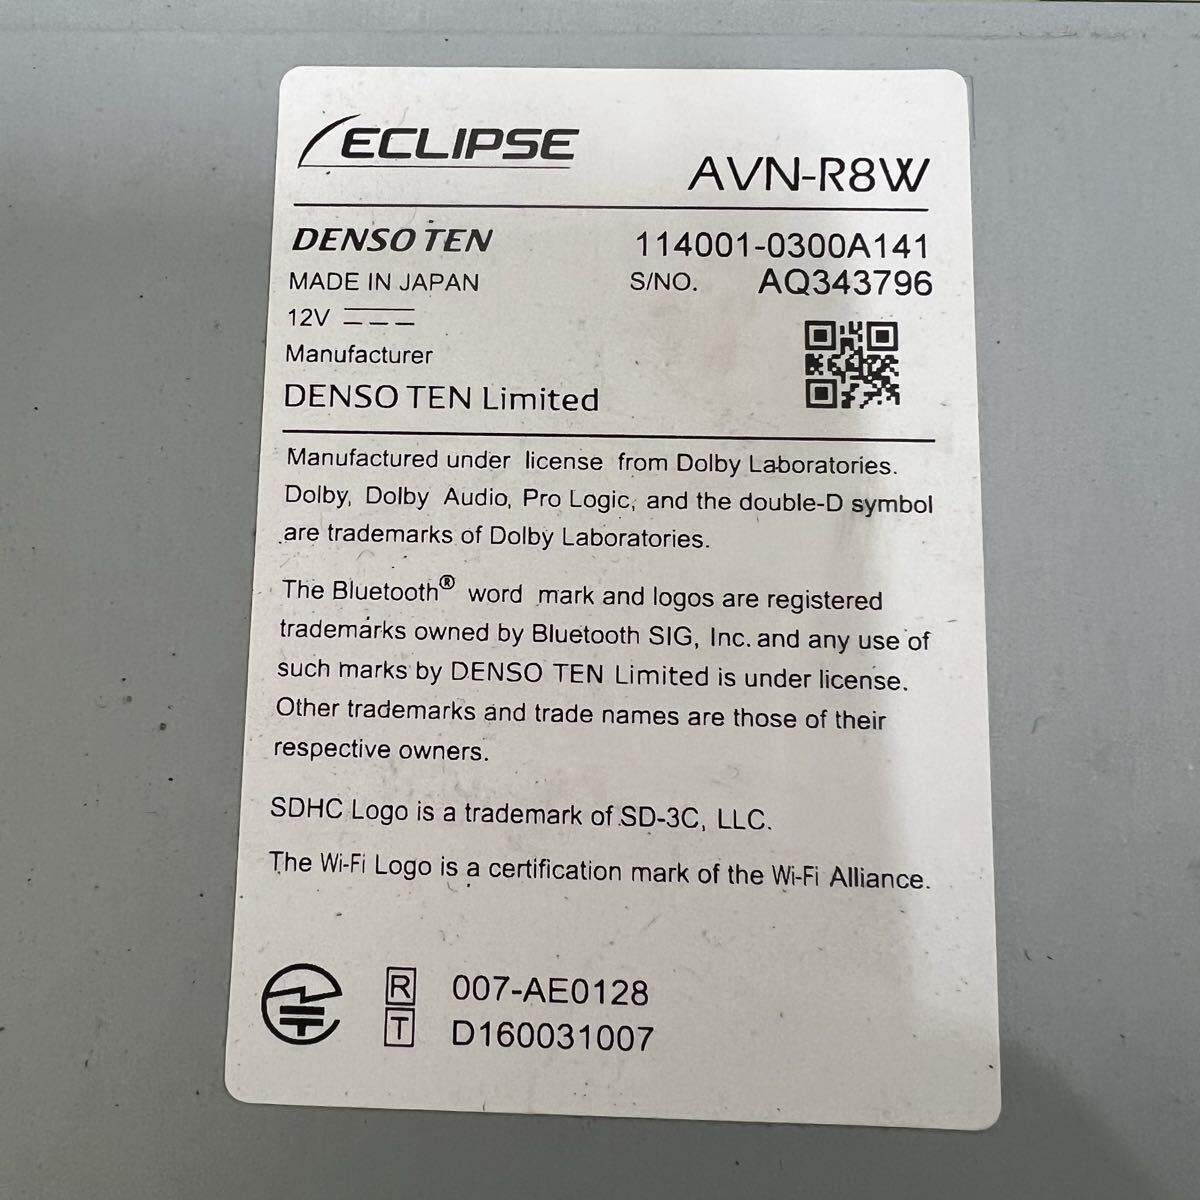 ECLIPSE
AVN-R8W
DENSO TEN
114001-0300A141
MADE IN JAPAN
S/NO. AQ343796
12V
Manufacturer
DENSO TEN Limited
Manufactured under license from Dolby Laboratories.
Dolby, Dolby Audio, Pro Logic, and the double-D symbol
are trademarks of Dolby Laboratories.
The Bluetooth® word mark and logos are registered
trademarks owned by Bluetooth SIG, Inc. and any use of
such marks by DENSO TEN Limited is under license.
Other trademarks and trade names are those of their
respective owners.
SDHC Logo is a trademark of SD-3C, LLC.
The Wi-Fi Logo is a certification mark of the Wi-Fi Alliance.
R 007-AE0128
T D160031007